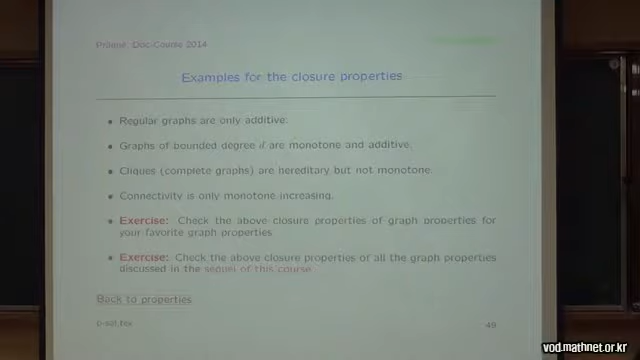 Prague, Doc-Course 2014
Examples for the closure properties
• Regular graphs are only additive.
• Graphs of bounded degree d are monotone and additive.
• Cliques (complete graphs) are hereditary but not monotone.
• Connectivity is only monotone increasing.
• Exercise: Check the above closure properties of graph properties for
your favorite graph properties
• Exercise: Check the above closure properties of all the graph properties
discussed in the sequel of this course.
Back to properties
49
vod.mathnet.or.kr